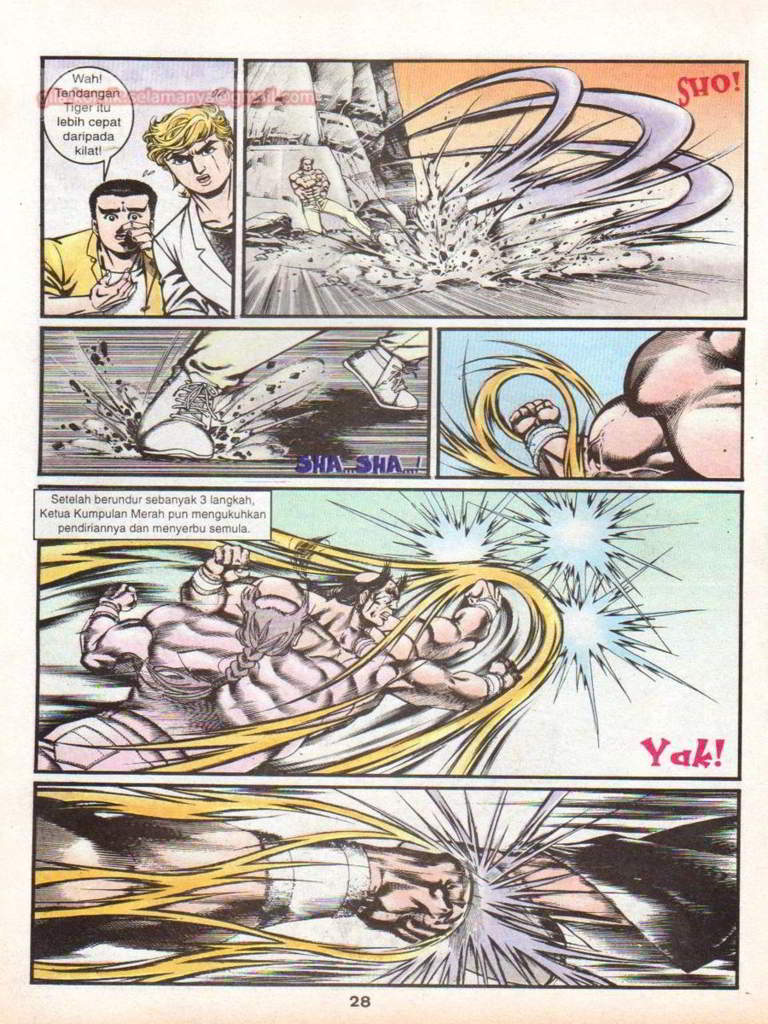 Wah!
Tendangan
Tiger itu
lebih cepat
daripada
kilat!
SHO!
SHA...SHA...!
Setelah berundur sebanyak 3 langkah,
Ketua Kumpulan Merah pun mengukuhkan
pendiriannya dan menyerbu semula.
Yak!
28